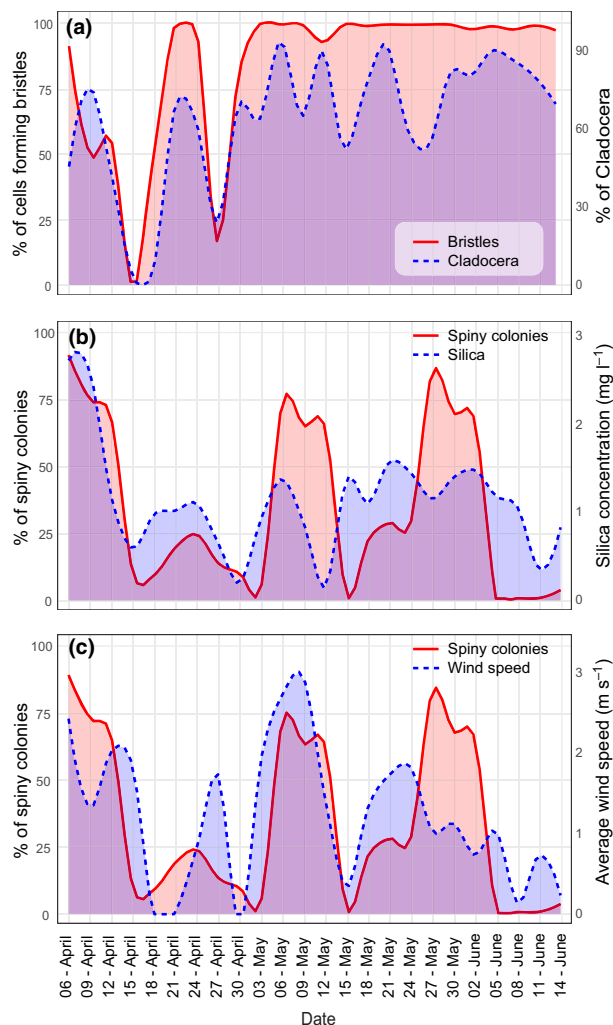 (a)
100
75
50
25
0
% of cells forming bristles
90
60
30
0
% of Cladocera
Bristles
Cladocera
(b)
100
75
50
25
0
% of spiny colonies
3
2
1
0
Silica concentration (mg l⁻¹)
Spiny colonies
Silica
(c)
100
75
50
25
0
% of spiny colonies
3
2
1
0
Average wind speed (m s⁻¹)
Spiny colonies
Wind speed
06 - April
09 - April
12 - April
15 - April
18 - April
21 - April
24 - April
27 - April
30 - April
03 - May
06 - May
09 - May
12 - May
15 - May
18 - May
21 - May
24 - May
27 - May
30 - May
02 - June
05 - June
08 - June
11 - June
14 - June
Date